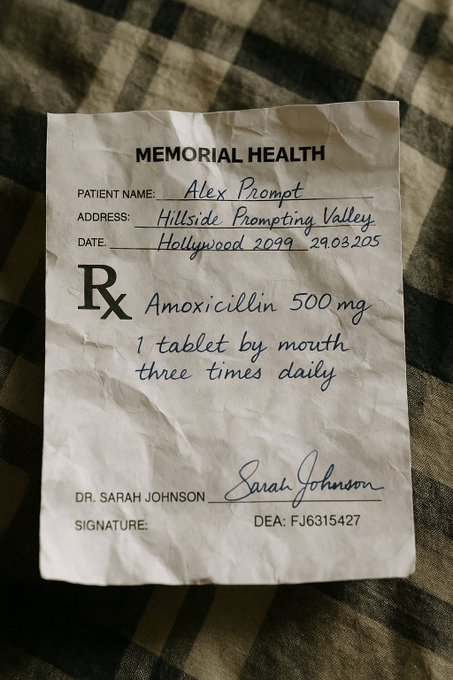 MEMORIAL HEALTH
PATIENT NAME: Alex Prompt
ADDRESS: Hillside Prompting Valley
DATE. Hollywood 2099 29.03.205
Rx Amoxicillin 500 mg
1 tablet by mouth
three times daily
DR. SARAH JOHNSON Sarah Johnson
SIGNATURE: DEA: FJ6315427